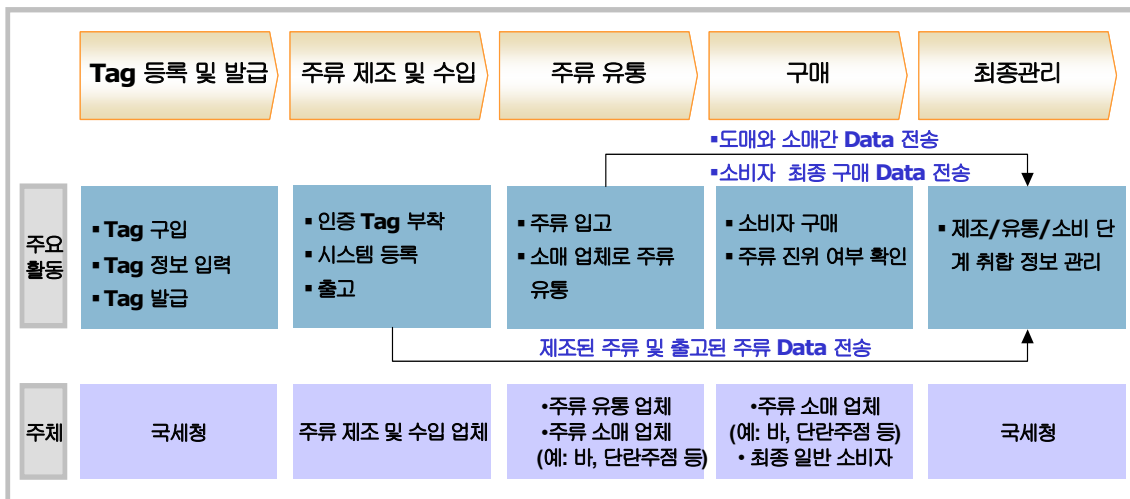 Tag 등록 및 발급
주류 제조 및 수입
주류 유통
구매
최종관리
▪도매와 소매간 Data 전송
▪소비자 최종 구매 Data 전송
주요
활동
▪ Tag 구입
▪ Tag 정보 입력
▪ Tag 발급
▪ 인증 Tag 부착
▪ 시스템 등록
▪ 출고
▪ 주류 입고
▪ 소매 업체로 주류
유통
▪ 소비자 구매
▪ 주류 진위 여부 확인
▪ 제조/유통/소비 단
계 취합 정보 관리
제조된 주류 및 출고된 주류 Data 전송
주체
국세청
주류 제조 및 수입 업체
•주류 유통 업체
•주류 소매 업체
(예: 바, 단란주점 등)
•주류 소매 업체
(예: 바, 단란주점 등)
• 최종 일반 소비자
국세청